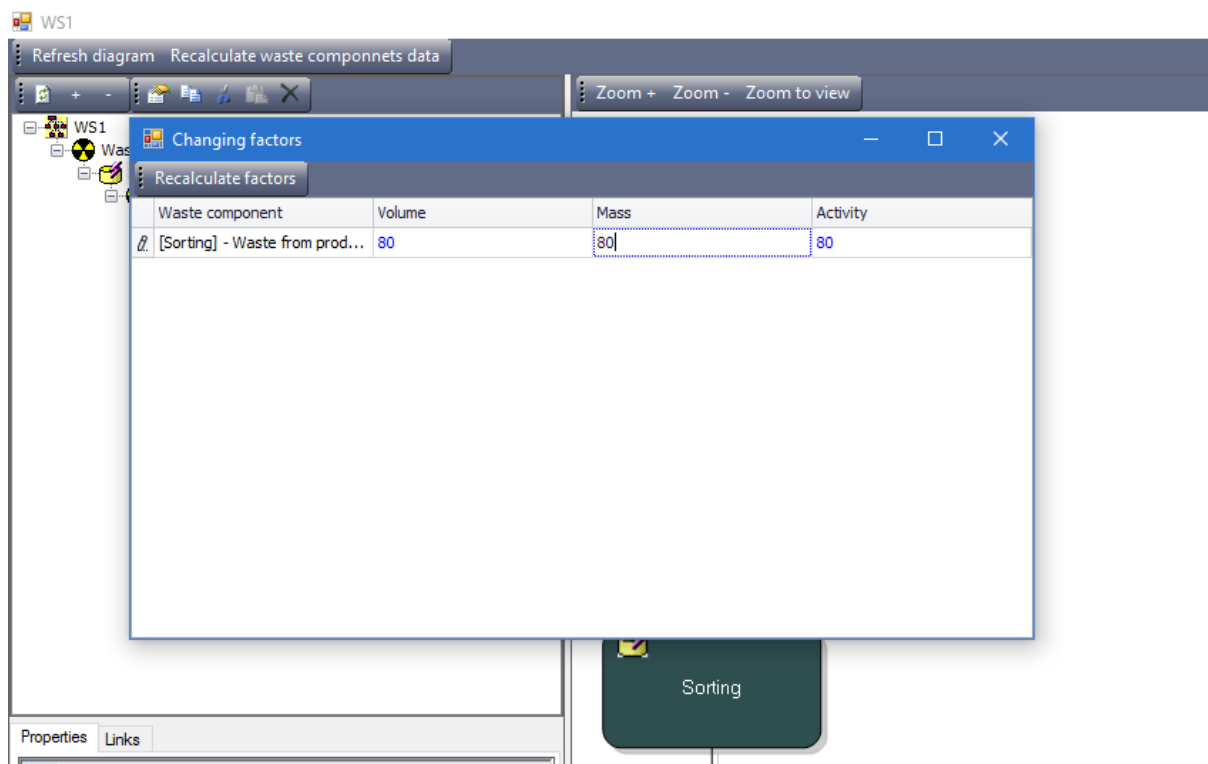 WS1
Refresh diagram Recalculate waste componnets data
+ -
Zoom + Zoom - Zoom to view
WS1
Was
Changing factors
Recalculate factors
Waste component Volume Mass Activity
[Sorting] - Waste from prod... 80 80 80
Sorting
Properties Links